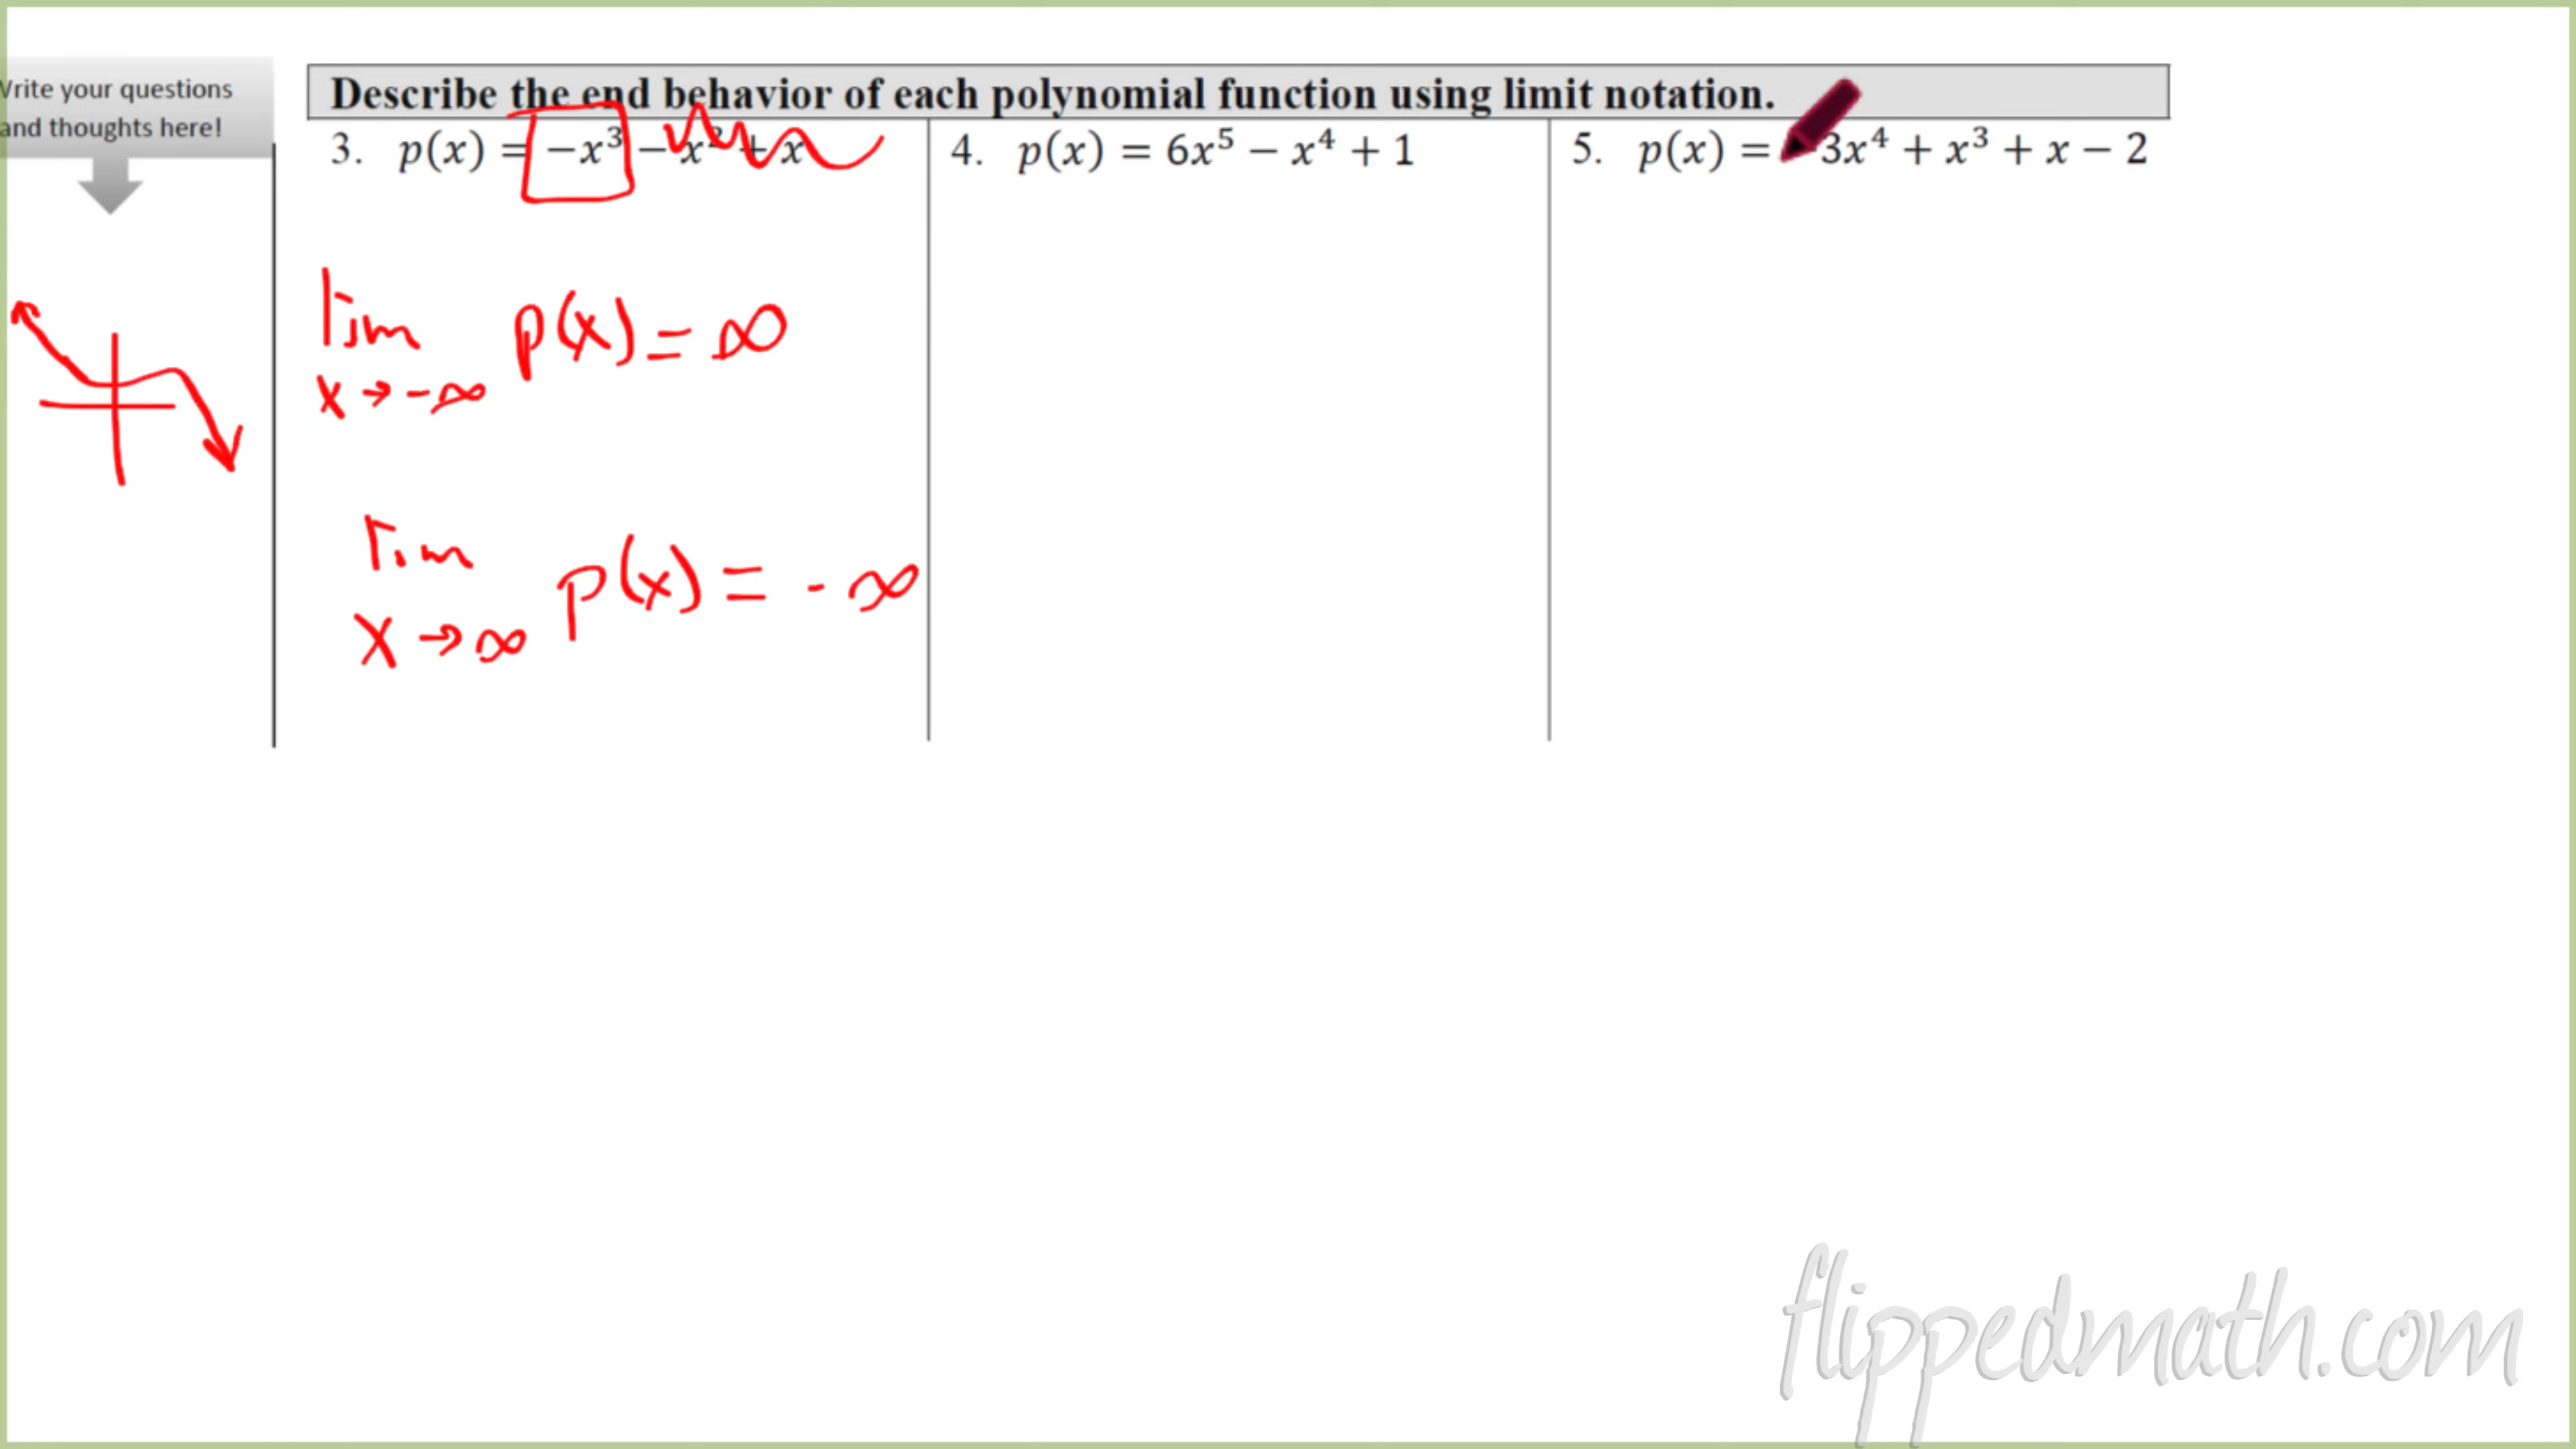 Write your questions
and thoughts here!
Describe the end behavior of each polynomial function using limit notation.
3. p(x) = −x³ − x² + x
4. p(x) = 6x⁵ − x⁴ + 1
5. p(x) = 3x⁴ + x³ + x − 2
lim p(x) = ∞
x → -∞
lim p(x) = - ∞
x → ∞
flippedmath.com